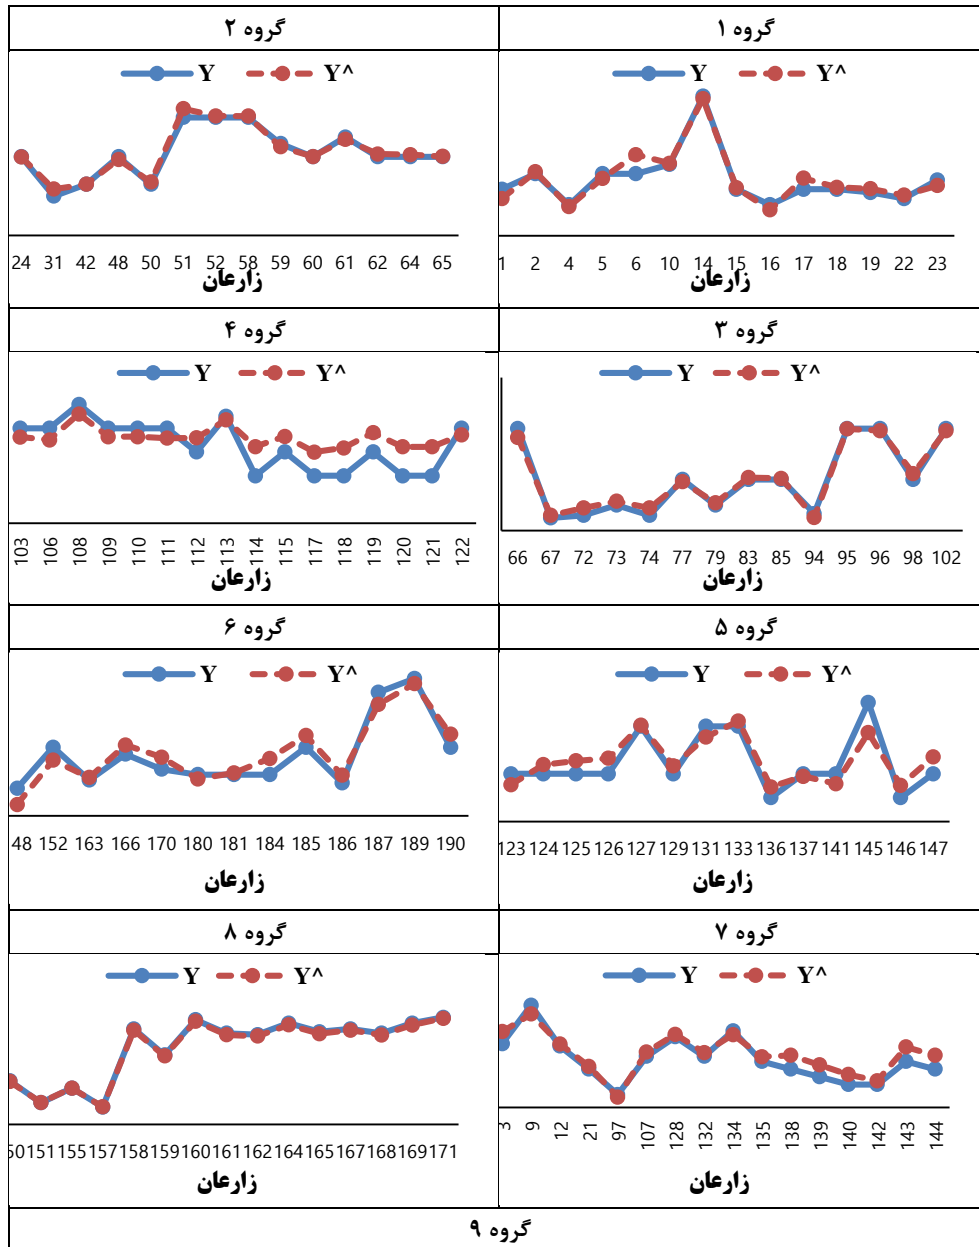 گروه ۱
Y Y^
1 2 4 5 6 10 14 15 16 17 18 19 22 23
زارعان
گروه ۲
Y Y^
24 31 42 48 50 51 52 58 59 60 61 62 64 65
زارعان
گروه ۳
Y Y^
66 67 72 73 74 77 79 83 85 94 95 96 98 102
زارعان
گروه ۴
Y Y^
103 106 108 109 110 111 112 113 114 115 117 118 119 120 121 122
زارعان
گروه ۵
Y Y^
123 124 125 126 127 129 131 133 136 137 141 145 146 147
زارعان
گروه ۶
Y Y^
48 152 163 166 170 180 181 184 185 186 187 189 190
زارعان
گروه ۷
Y Y^
3 9 12 21 97 107 128 132 134 135 138 139 140 142 143 144
زارعان
گروه ۸
Y Y^
50 151 155 157 158 159 160 161 162 164 165 167 168 169 171
زارعان
گروه ۹